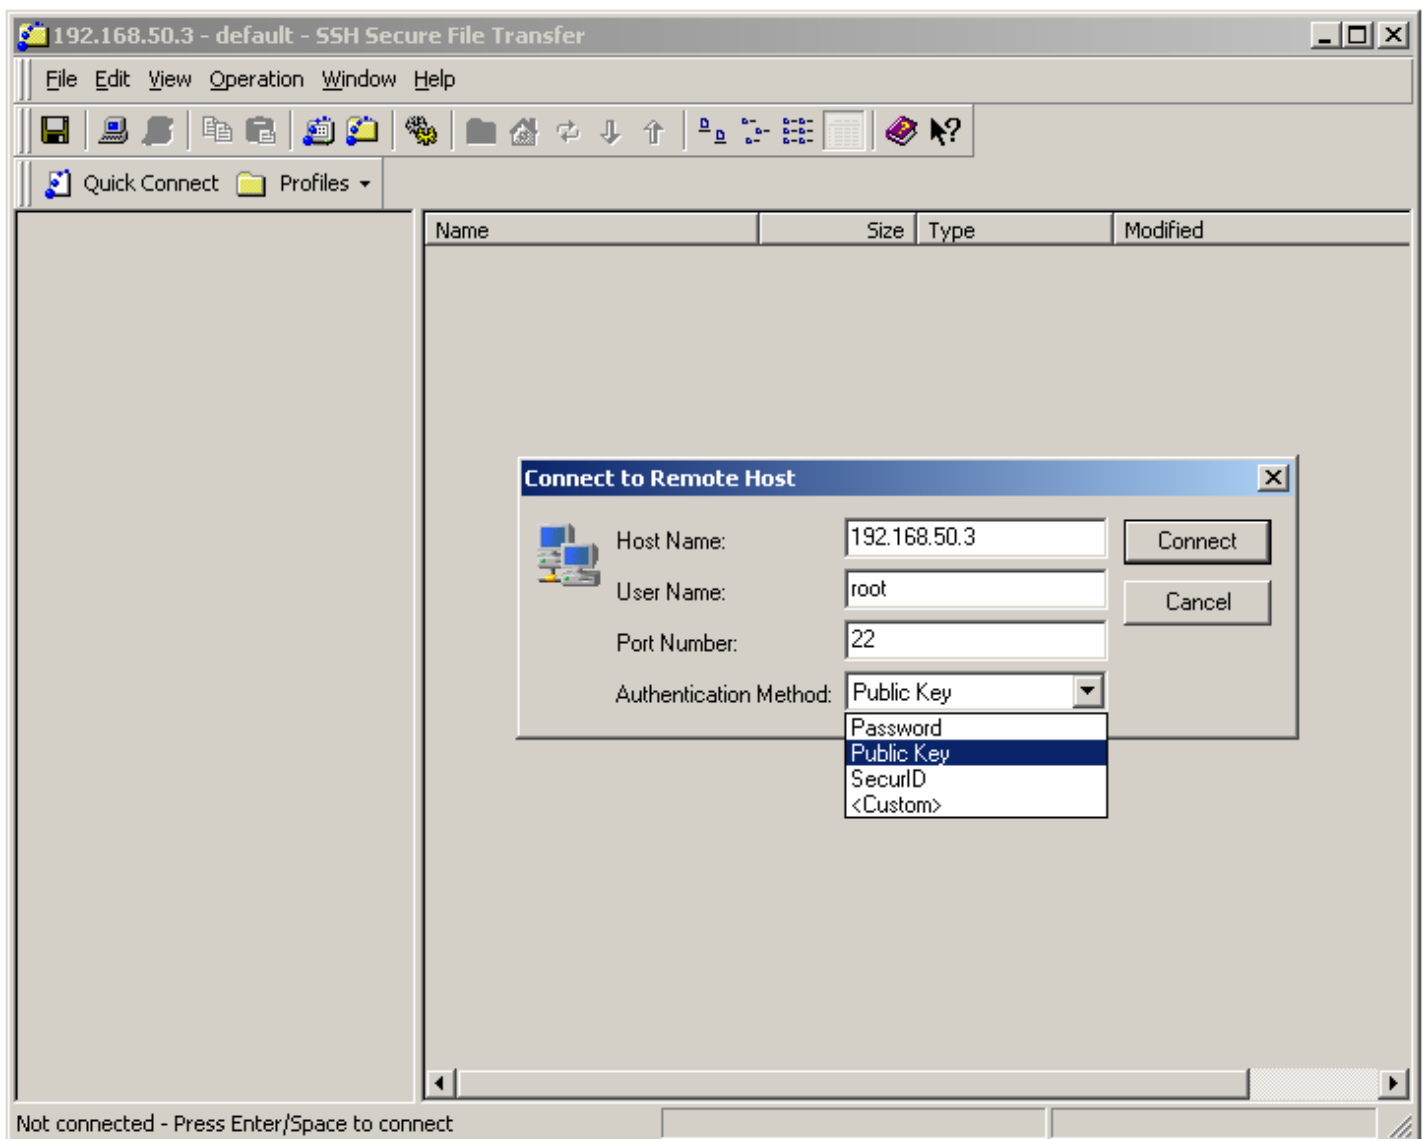 192.168.50.3 - default - SSH Secure File Transfer
File Edit View Operation Window Help
Quick Connect Profiles
Name Size Type Modified
Connect to Remote Host
Host Name: 192.168.50.3 Connect
User Name: root Cancel
Port Number: 22
Authentication Method: Public Key
Password
Public Key
SecurID
<Custom>
Not connected - Press Enter/Space to connect